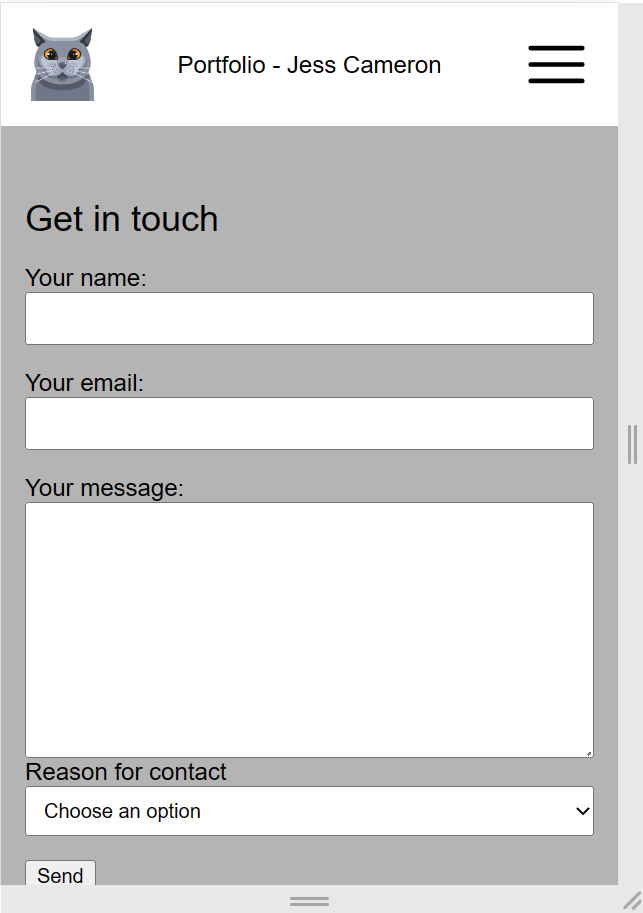 Portfolio - Jess Cameron
Get in touch
Your name:
Your email:
Your message:
Reason for contact
Choose an option
Send